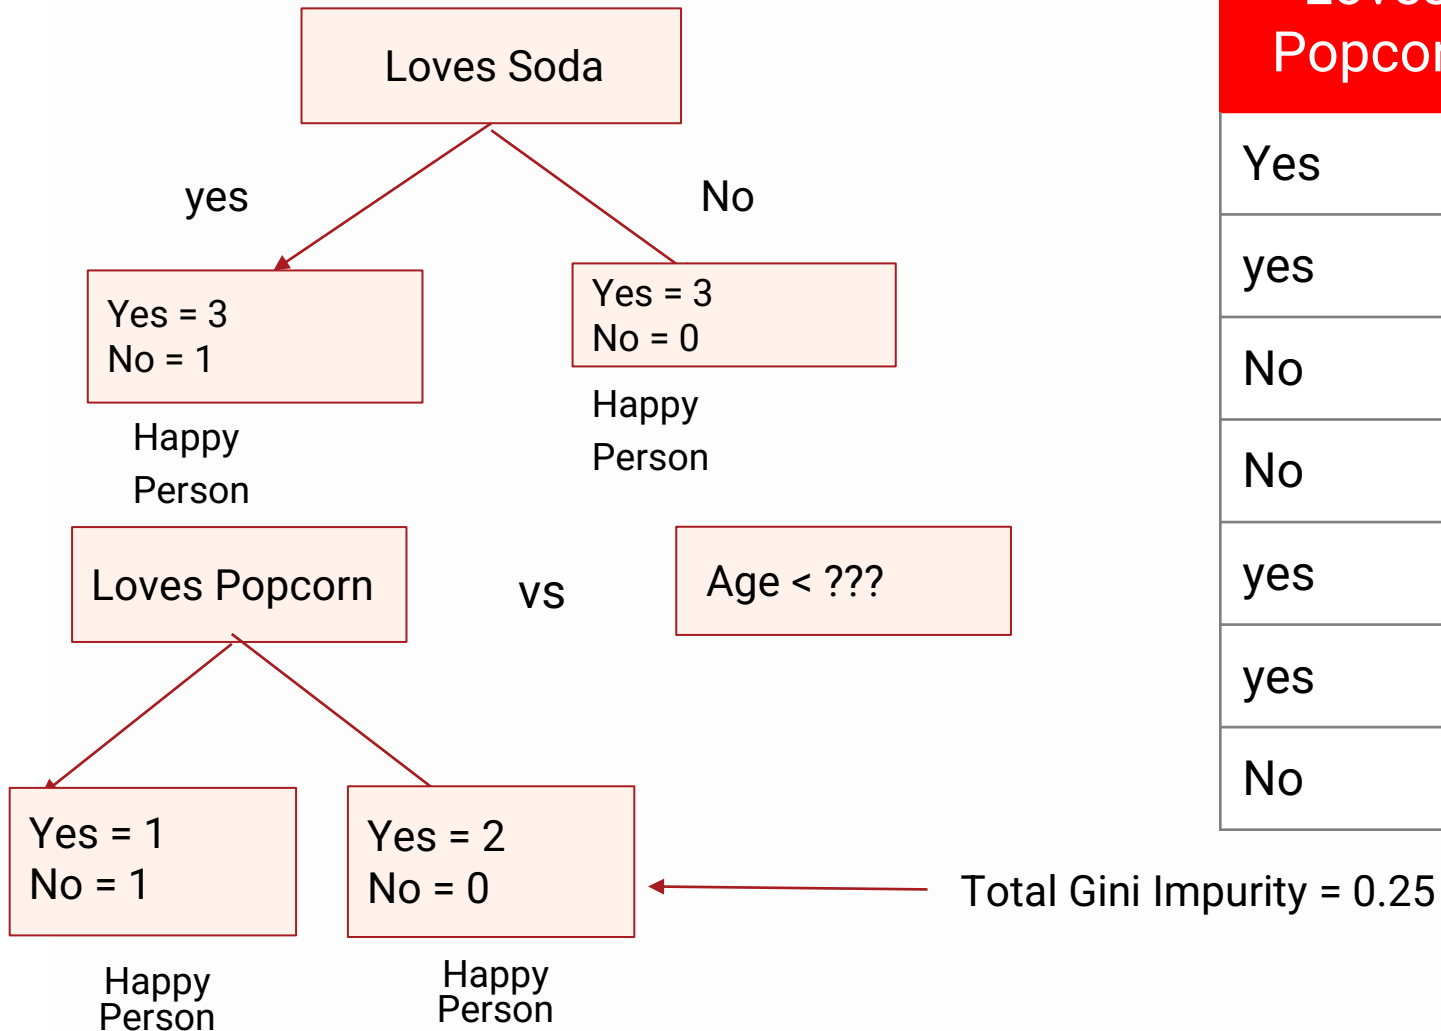 Loves Soda
yes
No
Yes = 3
No = 1
Happy
Person
Yes = 3
No = 0
Happy
Person
Loves Popcorn
vs
Age < ???
Yes = 1
No = 1
Happy
Person
Yes = 2
No = 0
Happy
Person
Total Gini Impurity = 0.25
Popcor
Yes
yes
No
No
yes
yes
No